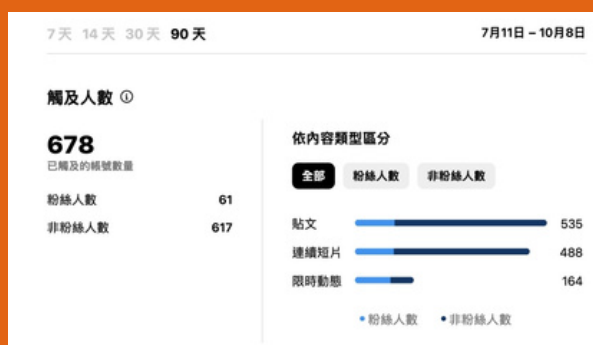 7天 14天 30天 90天
7月11日 – 10月8日
觸及人數
678
已觸及的帳號數量
粉絲人數 61
非粉絲人數 617
依內容類型區分
全部 粉絲人數 非粉絲人數
貼文 535
連續短片 488
限時動態 164
•粉絲人數 •非粉絲人數